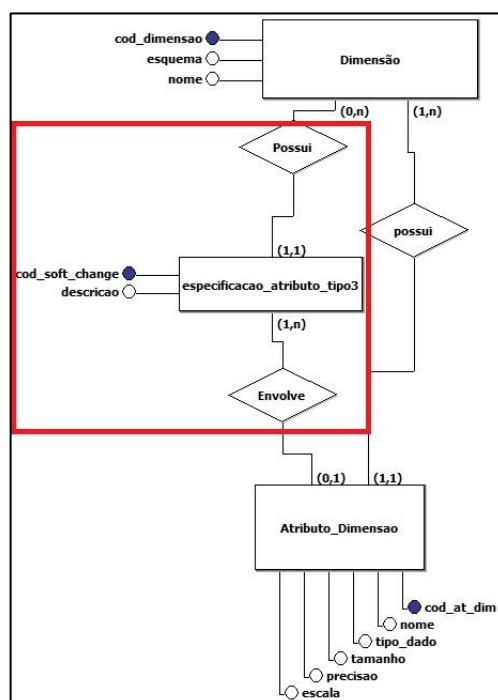 cod_dimensao
esquema
nome
Dimensão
(0,n)
(1,n)
Possui
possui
(1,1)
cod_soft_change
descricao
especificacao_atributo_tipo3
(1,n)
Envolve
(0,1)
(1,1)
Atributo_Dimensao
cod_at_dim
nome
tipo_dado
tamanho
precisao
escala